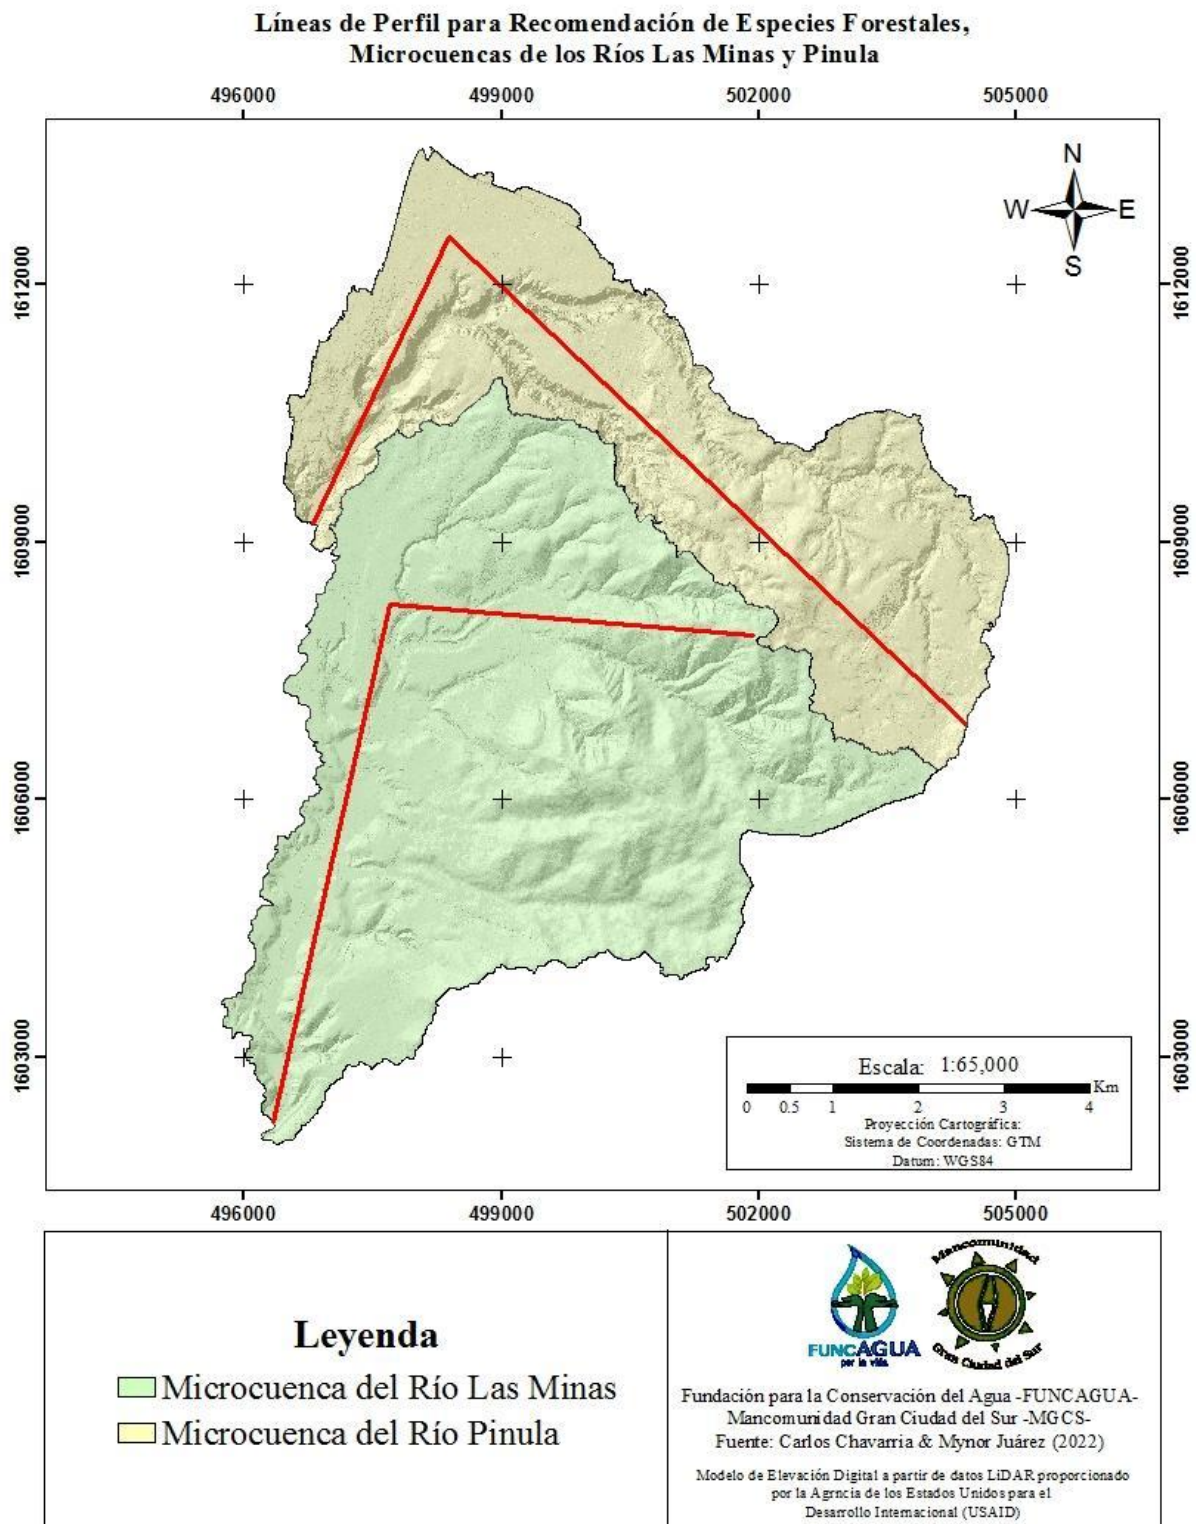 Líneas de Perfil para Recomendación de Especies Forestales,
Microcuencas de los Ríos Las Minas y Pinula
496000 499000 502000 505000
N
W E
S
1612000 1612000
1609000 1609000
1606000 1606000
1603000 1603000
Escala: 1:65,000
Km
0 0.5 1 2 3 4
Proyección Cartográfica:
Sistema de Coordenadas: GTM
Datum: WGS84
496000 499000 502000 505000
Leyenda
Microcuenca del Río Las Minas
Microcuenca del Río Pinula
FUNCAGUA
por la vida
Mancomunidad
Gran Ciudad del Sur
Fundación para la Conservación del Agua -FUNCAGUA-
Mancomunidad Gran Ciudad del Sur -MGCS-
Fuente: Carlos Chavarria & Mynor Juárez (2022)
Modelo de Elevación Digital a partir de datos LiDAR proporcionado
por la Agrncia de los Estados Unidos para el
Desarrollo Internacional (USAID)